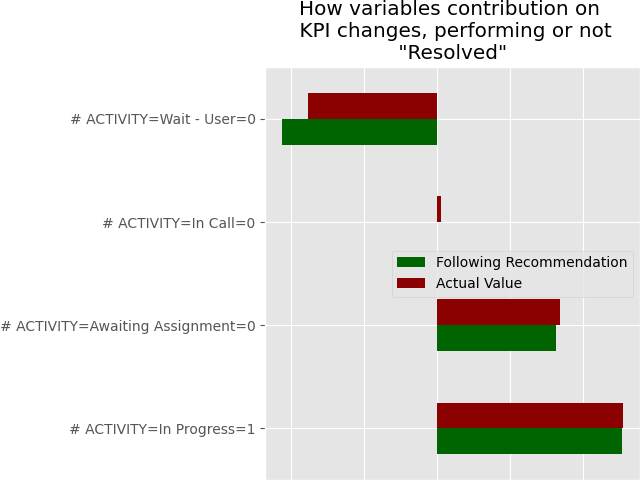 How variables contribution on
KPI changes, performing or not
"Resolved"
# ACTIVITY=Wait - User=0
# ACTIVITY=In Call=0
Following Recommendation
Actual Value
# ACTIVITY=Awaiting Assignment=0
# ACTIVITY=In Progress=1